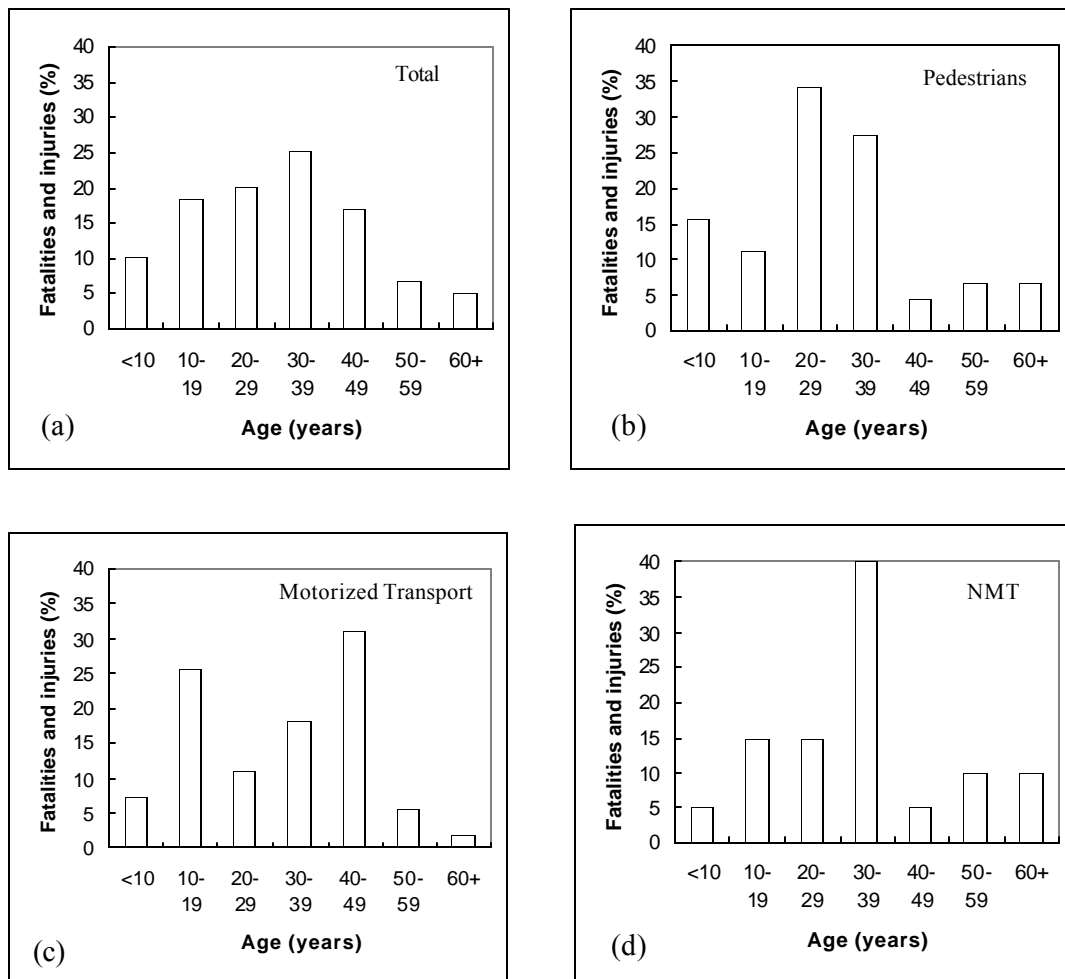 Total
Fatalities and injuries (%)
40
35
30
25
20
15
10
5
0
<10 10- 20- 30- 40- 50- 60+
19 29 39 49 59
Age (years)
(a)
Pedestrians
Fatalities and injuries (%)
40
35
30
25
20
15
10
5
0
<10 10- 20- 30- 40- 50- 60+
19 29 39 49 59
Age (years)
(b)
Motorized Transport
Fatalities and injuries (%)
40
35
30
25
20
15
10
5
0
<10 10- 20- 30- 40- 50- 60+
19 29 39 49 59
Age (years)
(c)
NMT
Fatalities and injuries (%)
40
35
30
25
20
15
10
5
0
<10 10- 20- 30- 40- 50- 60+
19 29 39 49 59
Age (years)
(d)